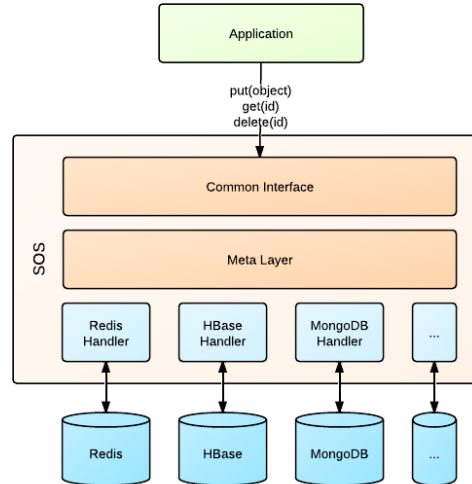 Application
put(object)
get(id)
delete(id)
SOS
Common Interface
Meta Layer
Redis
Handler
HBase
Handler
MongoDB
Handler
...
Redis
HBase
MongoDB
...